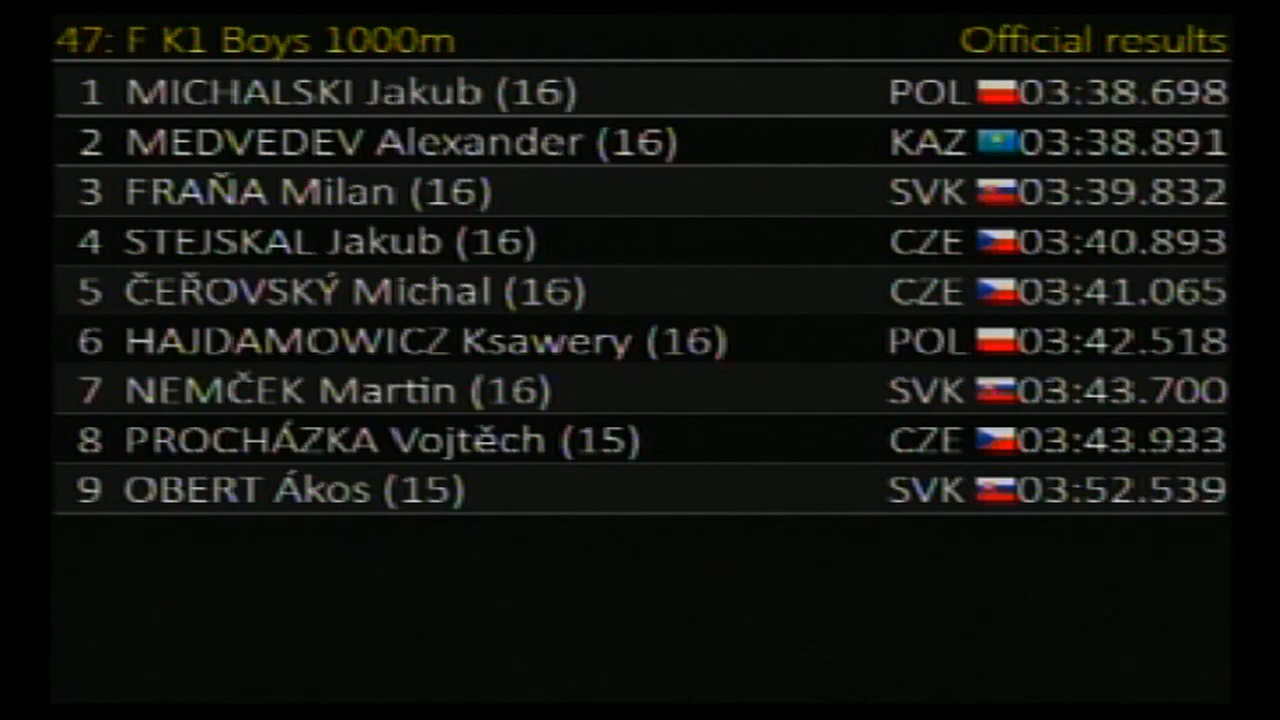 47: F K1 Boys 1000m Official results
1 MICHALSKI Jakub (16) POL 03:38.698
2 MEDVEDEV Alexander (16) KAZ 03:38.891
3 FRAŇA Milan (16) SVK 03:39.832
4 STEJSKAL Jakub (16) CZE 03:40.893
5 ČEŘOVSKÝ Michal (16) CZE 03:41.065
6 HAJDAMOWICZ Ksawery (16) POL 03:42.518
7 NEMČEK Martin (16) SVK 03:43.700
8 PROCHÁZKA Vojtěch (15) CZE 03:43.933
9 OBERT Ákos (15) SVK 03:52.539